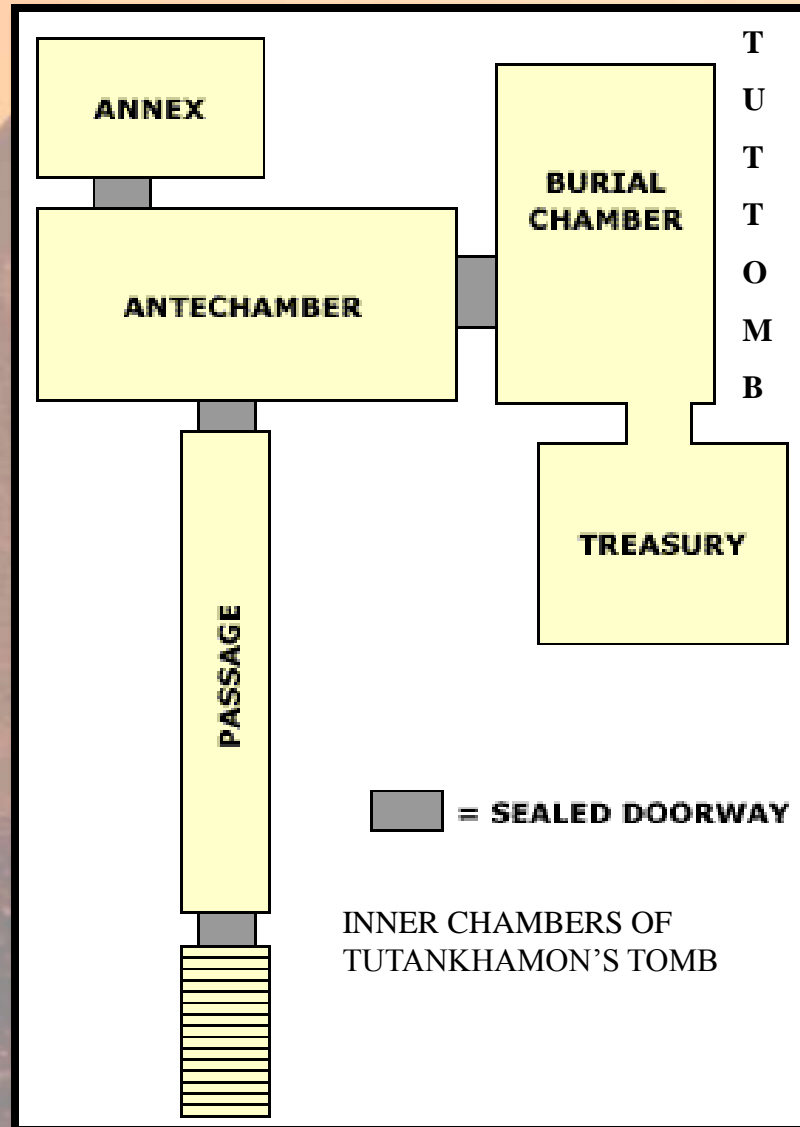 ANNEX
BURIAL
CHAMBER
ANTECHAMBER
TREASURY
PASSAGE
= SEALED DOORWAY
INNER CHAMBERS OF
TUTANKHAMON’S TOMB
T
U
T
T
O
M
B